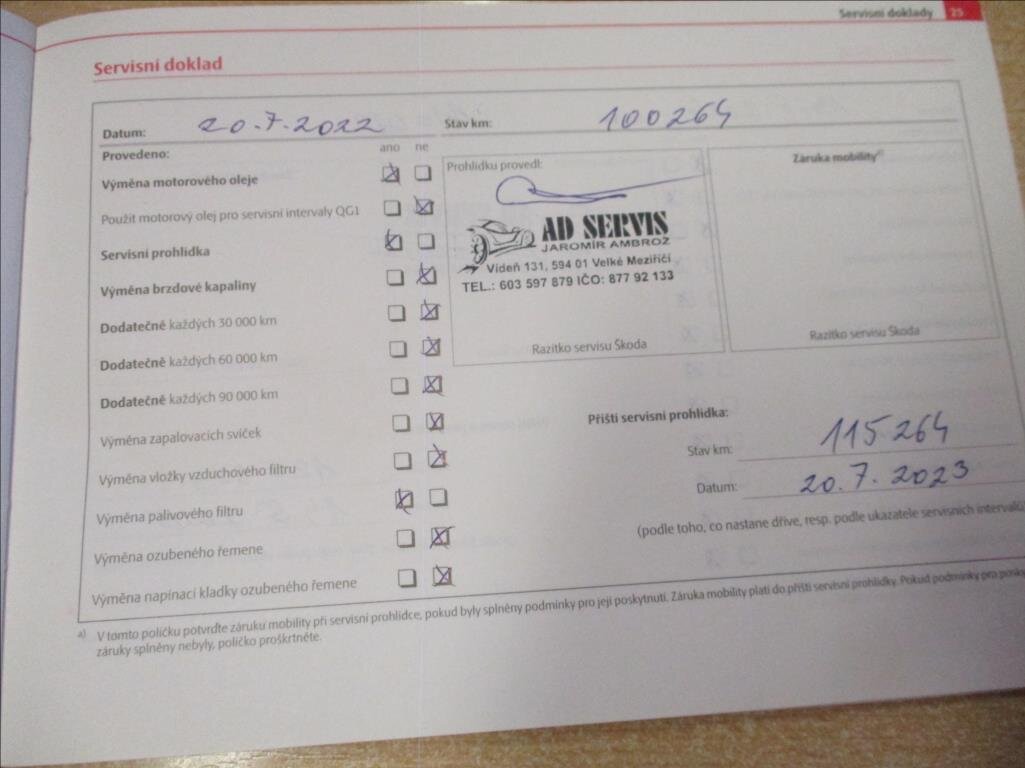 Servisní doklady 25
Servisní doklad
Datum: 20.7.2022 Stav km: 100264
Provedeno: ano ne
Výměna motorového oleje
Použit motorový olej pro servisní intervaly QG1
Servisní prohlídka
Výměna brzdové kapaliny
Dodatečně každých 30 000 km
Dodatečně každých 60 000 km
Dodatečně každých 90 000 km
Výměna zapalovacích svíček
Výměna vložky vzduchového filtru
Výměna palivového filtru
Výměna ozubeného řemene
Výměna napínací kladky ozubeného řemene
Prohlídku provedl:
AD SERVIS
JAROMÍR AMBROŽ
Vídeň 131, 594 01 Velké Meziříčí
TEL.: 603 597 879 IČO: 877 92 133
Razítko servisu Škoda
Záruka mobility a)
Razítko servisu Škoda
Příští servisní prohlídka:
Stav km: 115264
Datum: 20.7.2023
(podle toho, co nastane dříve, resp. podle ukazatele servisních intervalů
a) V tomto políčku potvrďte záruku mobility při servisní prohlídce, pokud byly splněny podmínky pro její poskytnutí. Záruka mobility platí do příští servisní prohlídky. Pokud podmínky pro
záruky splněny nebyly, políčko proškrtněte.